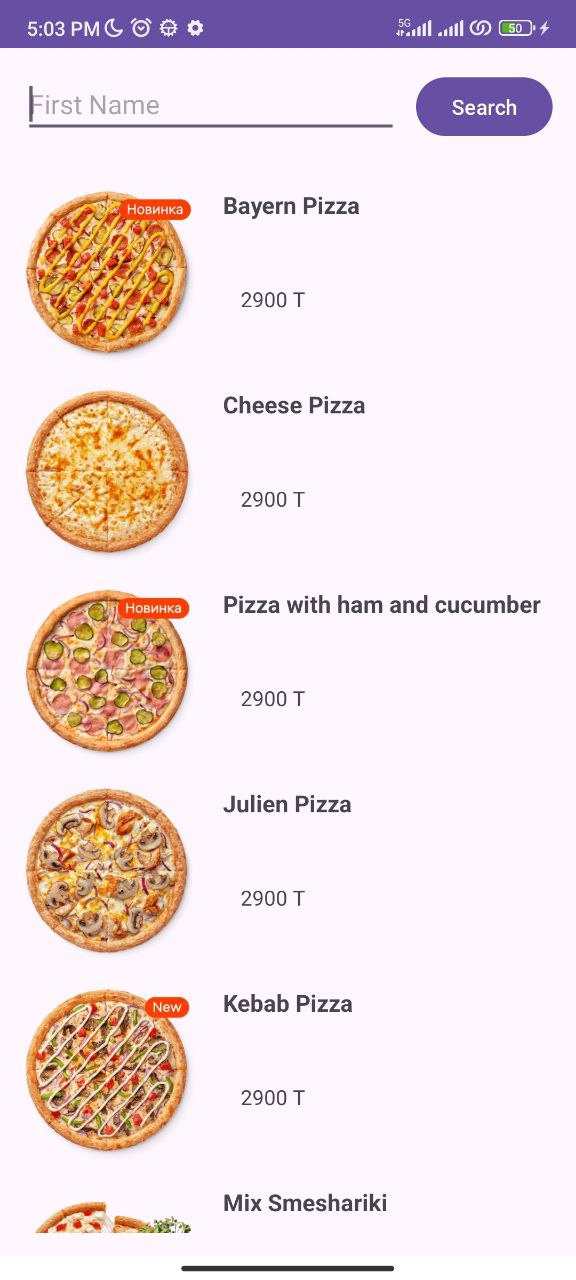 5:03 PM 5G 50
First Name
Search
Новинка
Bayern Pizza
2900 T
Cheese Pizza
2900 T
Новинка
Pizza with ham and cucumber
2900 T
Julien Pizza
2900 T
New
Kebab Pizza
2900 T
Mix Smeshariki